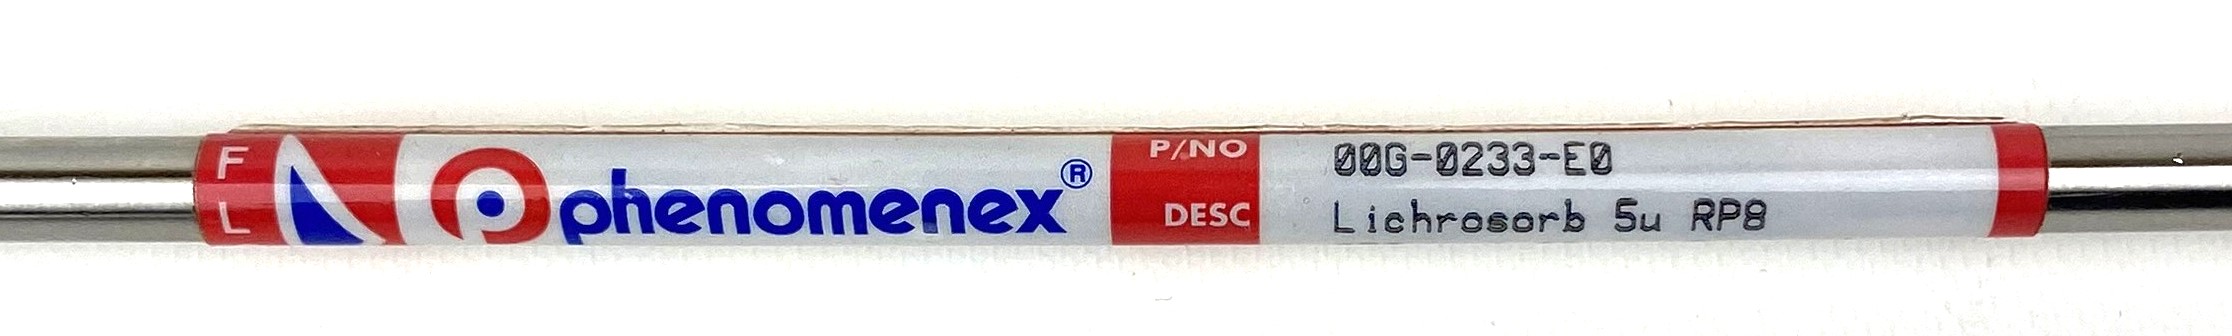 F
L
phenomenex®
P/NO 00G-0233-E0
DESC Lichrosorb 5u RP8